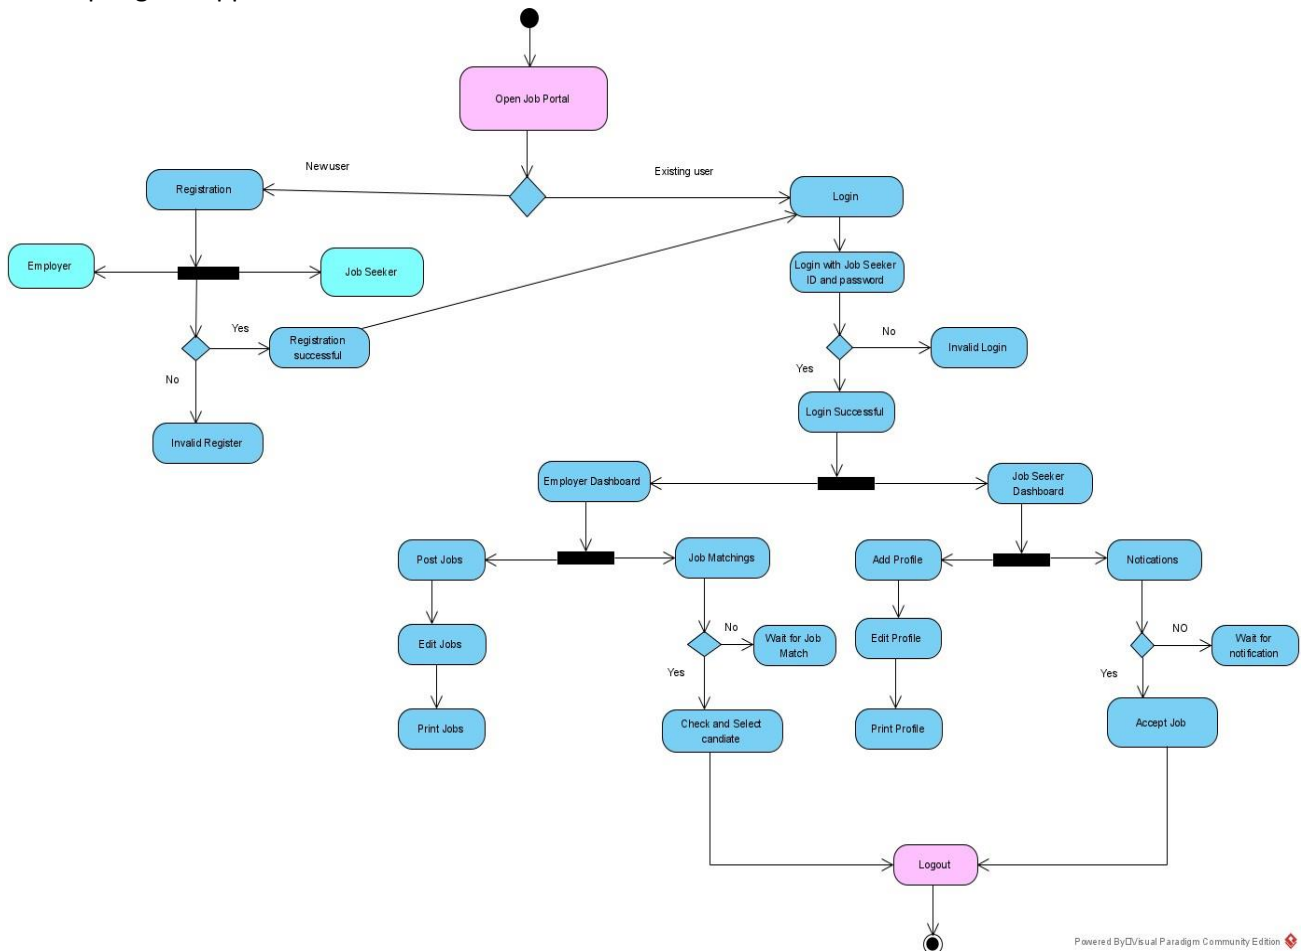 Open Job Portal
New user
Existing user
Registration
Login
Employer
Job Seeker
Login with Job Seeker
ID and password
Yes
Registration
successful
No
Invalid Login
No
Yes
Invalid Register
Login Successful
Employer Dashboard
Job Seeker
Dashboard
Post Jobs
Job Matchings
Add Profile
Notications
Edit Jobs
No
Wait for Job
Match
Edit Profile
NO
Wait for
notification
Yes
Yes
Print Jobs
Check and Select
candiate
Print Profile
Accept Job
Logout
Powered By Visual Paradigm Community Edition